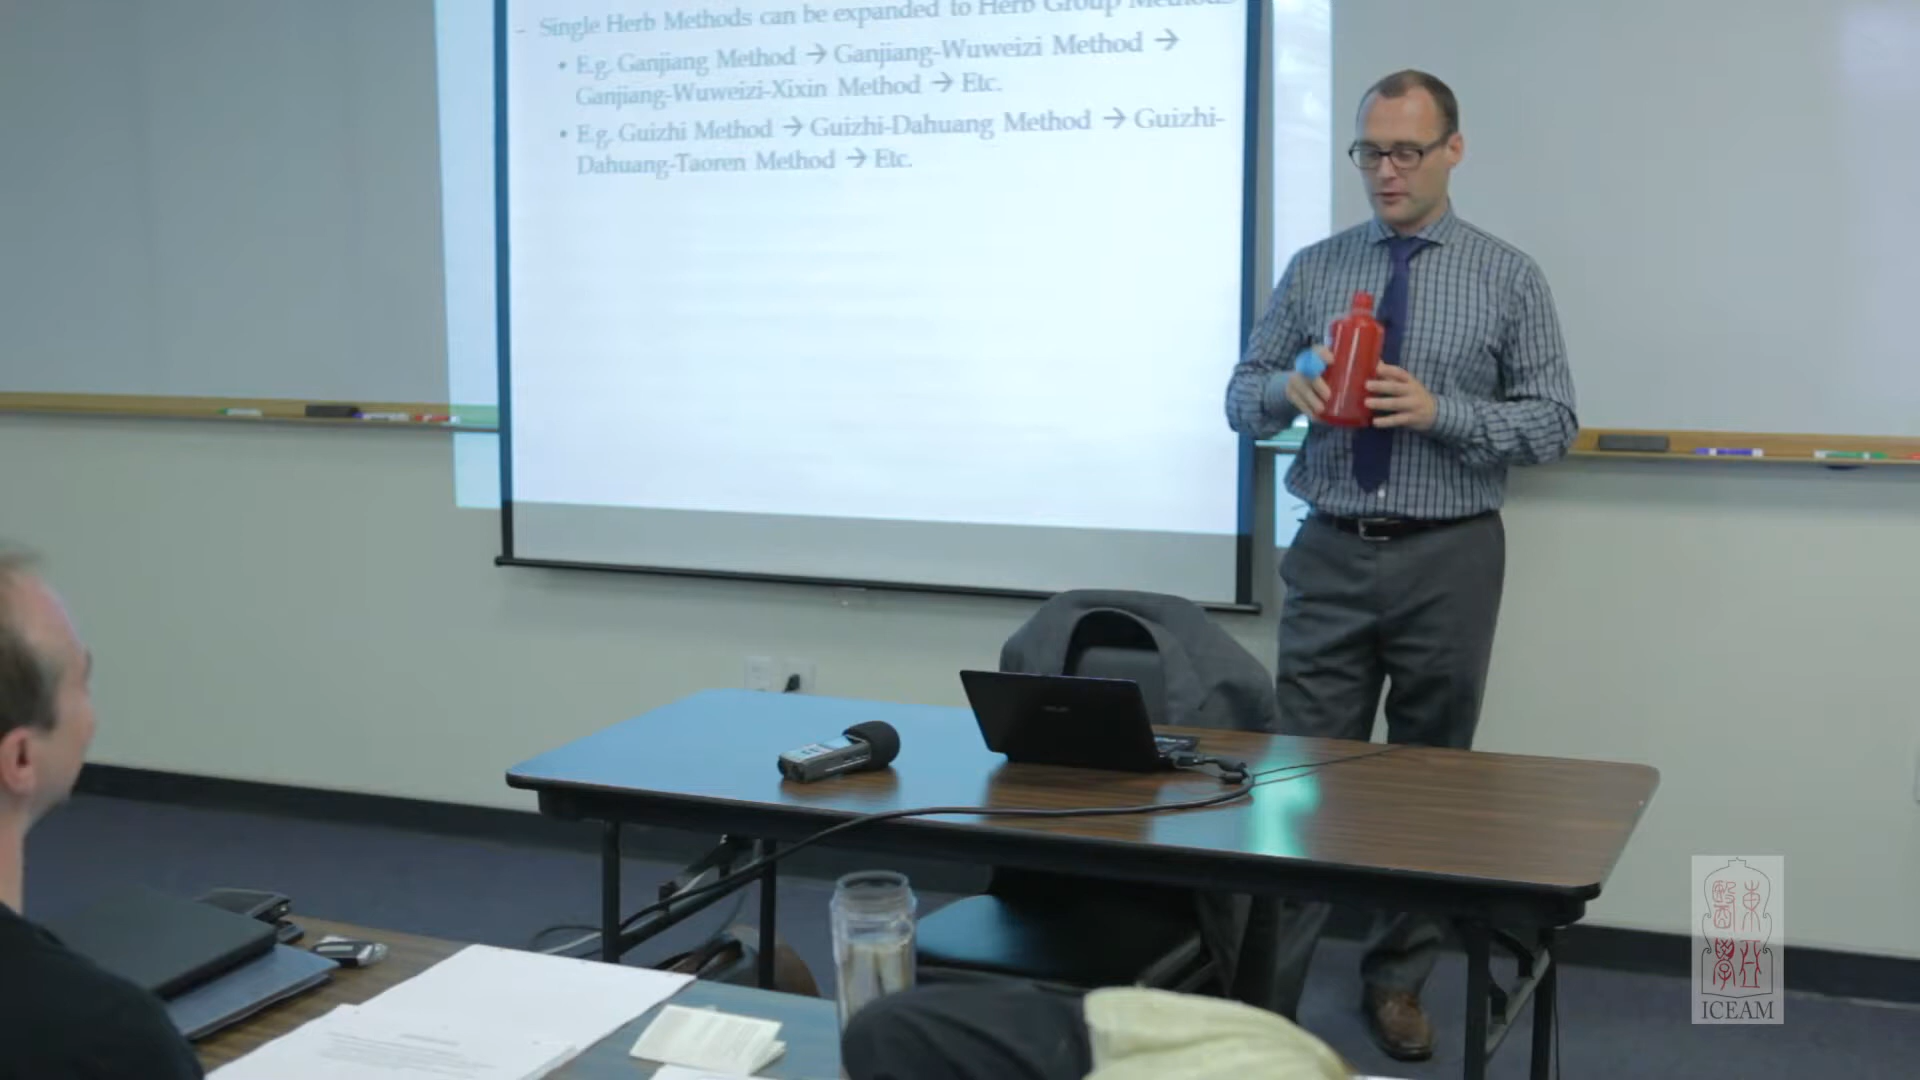 – Single Herb Methods can be expanded to Herb Group Methods
• E.g. Ganjiang Method → Ganjiang-Wuweizi Method →
Ganjiang-Wuweizi-Xixin Method → Etc.
• E.g. Guizhi Method → Guizhi-Dahuang Method → Guizhi-
Dahuang-Taoren Method → Etc.
ICEAM